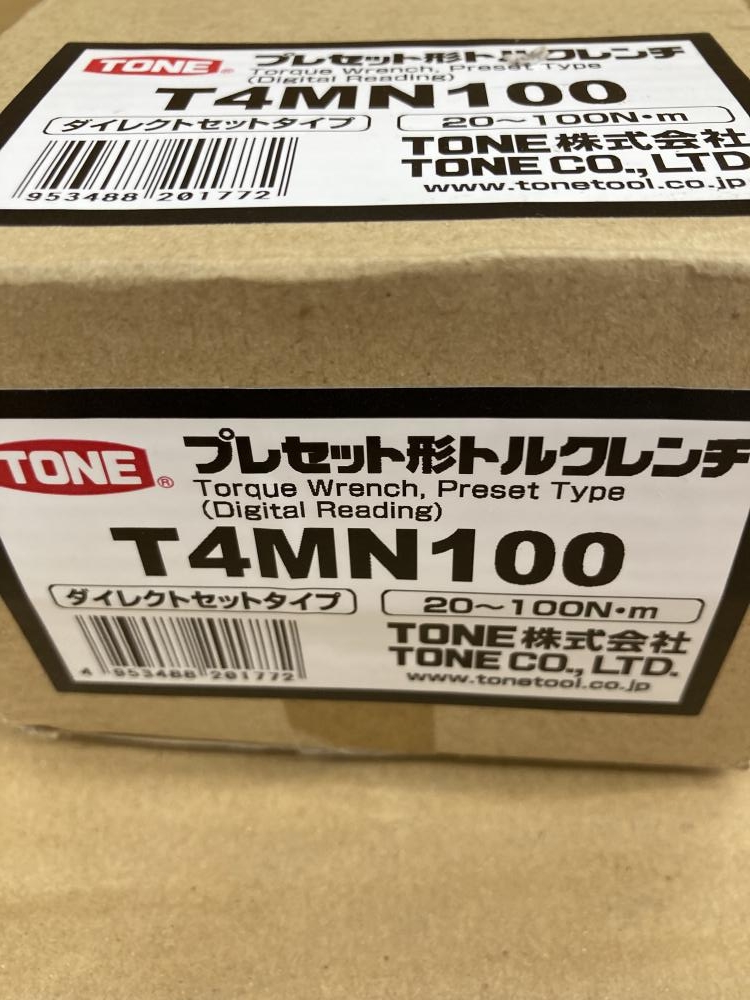 TONE®
プレセット形トルクレンチ
Torque Wrench, Preset Type
(Digital Reading)
T4MN100
ダイレクトセットタイプ
20〜100N・m
953488 201772
TONE株式会社
TONE CO., LTD.
www.tonetool.co.jp
TONE®
プレセット形トルクレンチ
Torque Wrench, Preset Type
(Digital Reading)
T4MN100
ダイレクトセットタイプ
20〜100N・m
4 953488 201772
TONE株式会社
TONE CO., LTD.
www.tonetool.co.jp